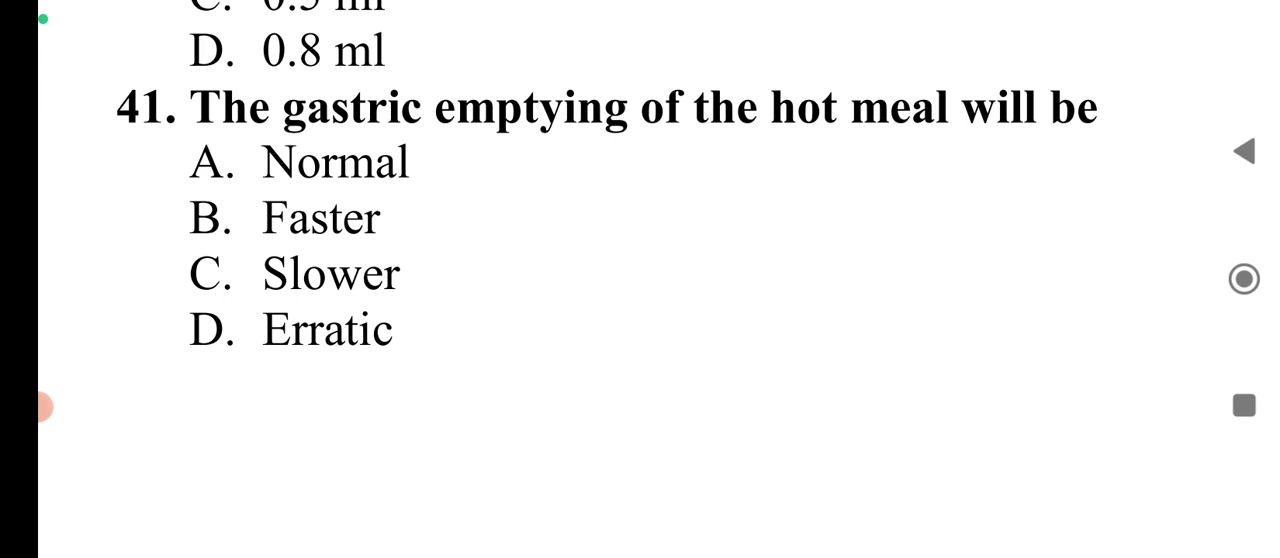 D. 0.8 ml
41. The gastric emptying of the hot meal will be
A. Normal
B. Faster
C. Slower
D. Erratic